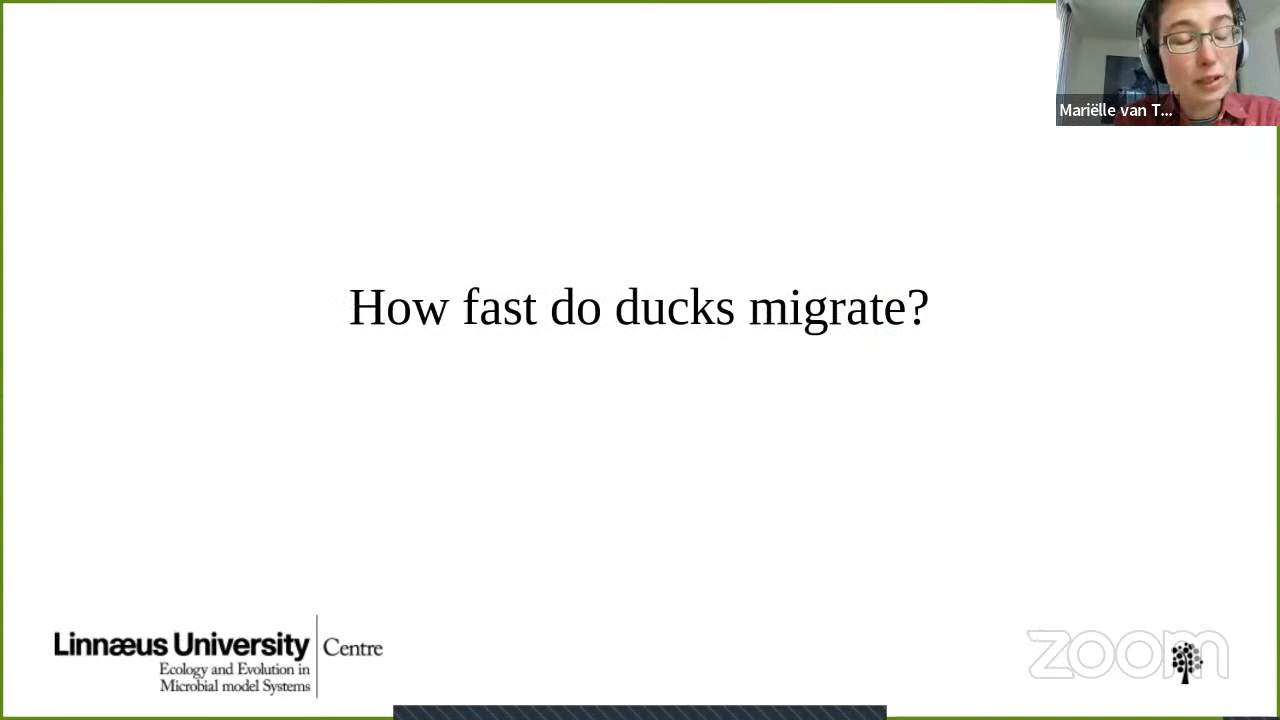 Mariëlle van T...
How fast do ducks migrate?
Linnæus University Centre
Ecology and Evolution in
Microbial model Systems
zoom